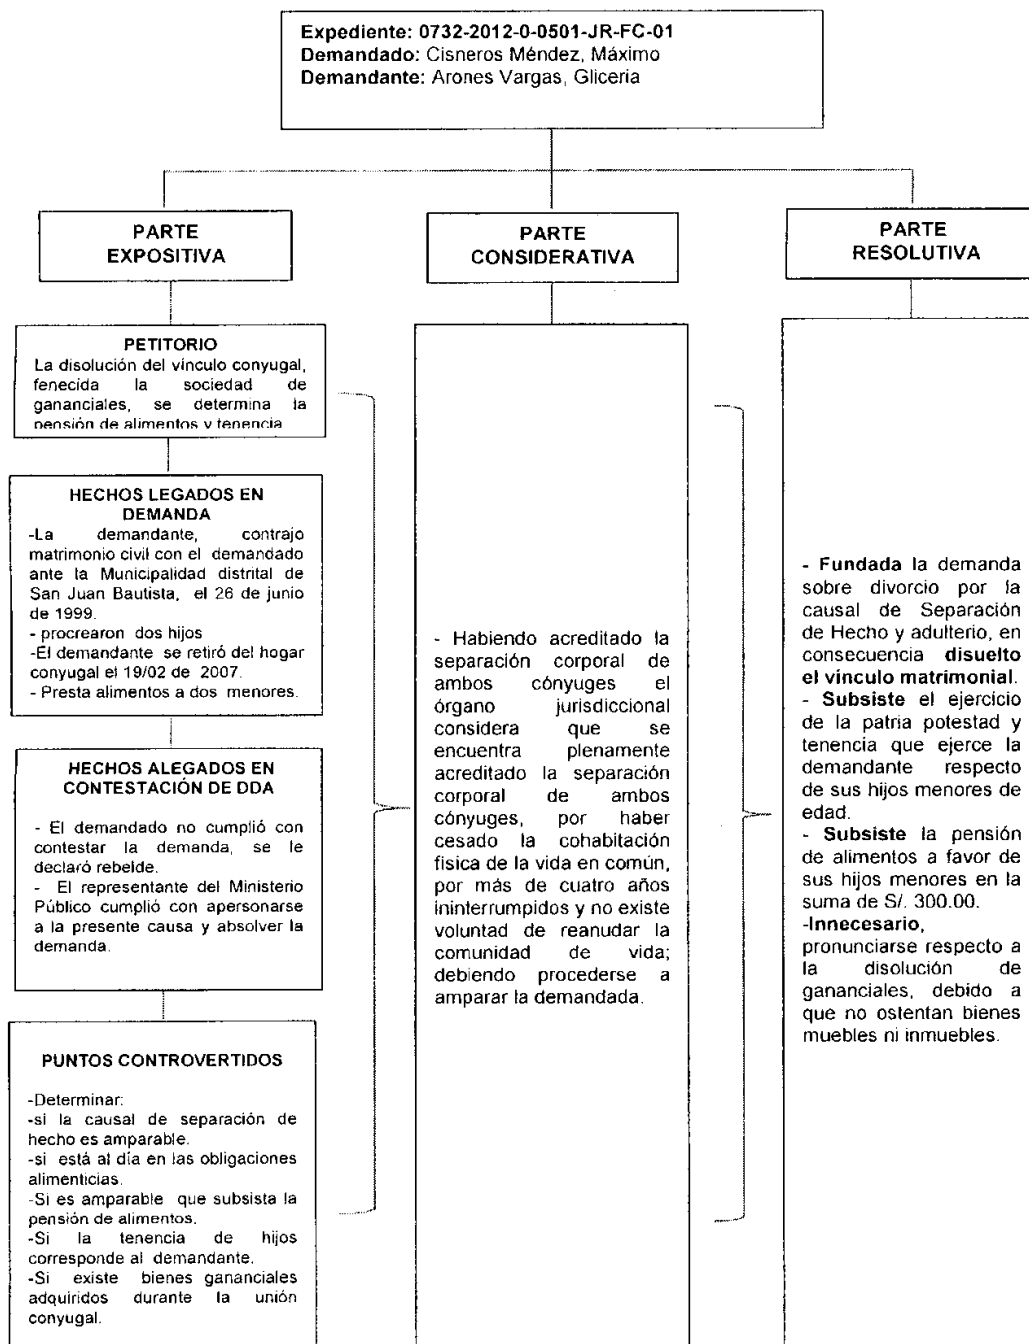 Expediente: 0732-2012-0-0501-JR-FC-01
Demandado: Cisneros Méndez, Máximo
Demandante: Arones Vargas, Gliceria
PARTE
EXPOSITIVA
PETITORIO
La disolución del vínculo conyugal,
fenecida la sociedad de
gananciales, se determina la
pensión de alimentos y tenencia
HECHOS LEGADOS EN
DEMANDA
-La demandante, contrajo
matrimonio civil con el demandado
ante la Municipalidad distrital de
San Juan Bautista, el 26 de junio
de 1999.
- procrearon dos hijos
-El demandante se retiró del hogar
conyugal el 19/02 de 2007.
- Presta alimentos a dos menores.
HECHOS ALEGADOS EN
CONTESTACIÓN DE DDA
- El demandado no cumplió con
contestar la demanda, se le
declaró rebelde.
- El representante del Ministerio
Público cumplió con apersonarse
a la presente causa y absolver la
demanda.
PUNTOS CONTROVERTIDOS
-Determinar:
-si la causal de separación de
hecho es amparable.
-si está al día en las obligaciones
alimenticias.
-Si es amparable que subsista la
pensión de alimentos.
-Si la tenencia de hijos
corresponde al demandante.
-Si existe bienes gananciales
adquiridos durante la unión
conyugal.
PARTE
CONSIDERATIVA
- Habiendo acreditado la
separación corporal de
ambos cónyuges el
órgano jurisdiccional
considera que se
encuentra plenamente
acreditado la separación
corporal de ambos
cónyuges, por haber
cesado la cohabitación
física de la vida en común,
por más de cuatro años
ininterrumpidos y no existe
voluntad de reanudar la
comunidad de vida;
debiendo procederse a
amparar la demandada.
PARTE
RESOLUTIVA
- Fundada la demanda
sobre divorcio por la
causal de Separación
de Hecho y adulterio, en
consecuencia disuelto
el vínculo matrimonial.
- Subsiste el ejercicio
de la patria potestad y
tenencia que ejerce la
demandante respecto
de sus hijos menores de
edad.
- Subsiste la pensión
de alimentos a favor de
sus hijos menores en la
suma de S/. 300.00.
-Innecesario,
pronunciarse respecto a
la disolución de
gananciales, debido a
que no ostentan bienes
muebles ni inmuebles.